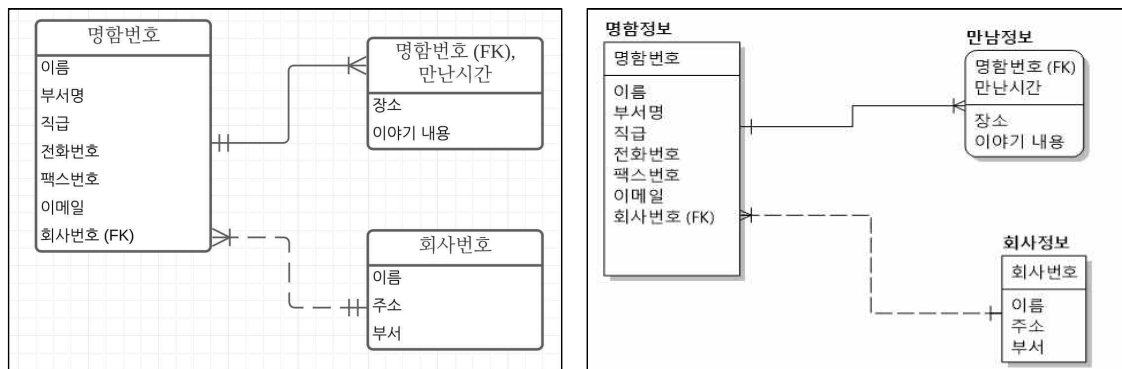 명함번호
이름
부서명
직급
전화번호
팩스번호
이메일
회사번호 (FK)
명함번호 (FK),
만난시간
장소
이야기 내용
회사번호
이름
주소
부서
명함정보
명함번호
이름
부서명
직급
전화번호
팩스번호
이메일
회사번호 (FK)
만남정보
명함번호 (FK)
만난시간
장소
이야기 내용
회사정보
회사번호
이름
주소
부서